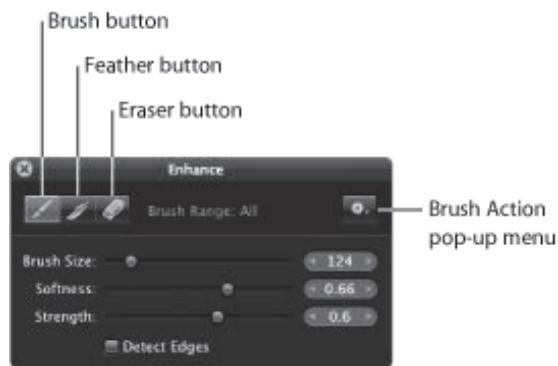 Brush button
Feather button
Eraser button
Enhance
Brush Range: All
Brush Action
pop-up menu
Brush Size: 124
Softness: 0.66
Strength: 0.6
Detect Edges